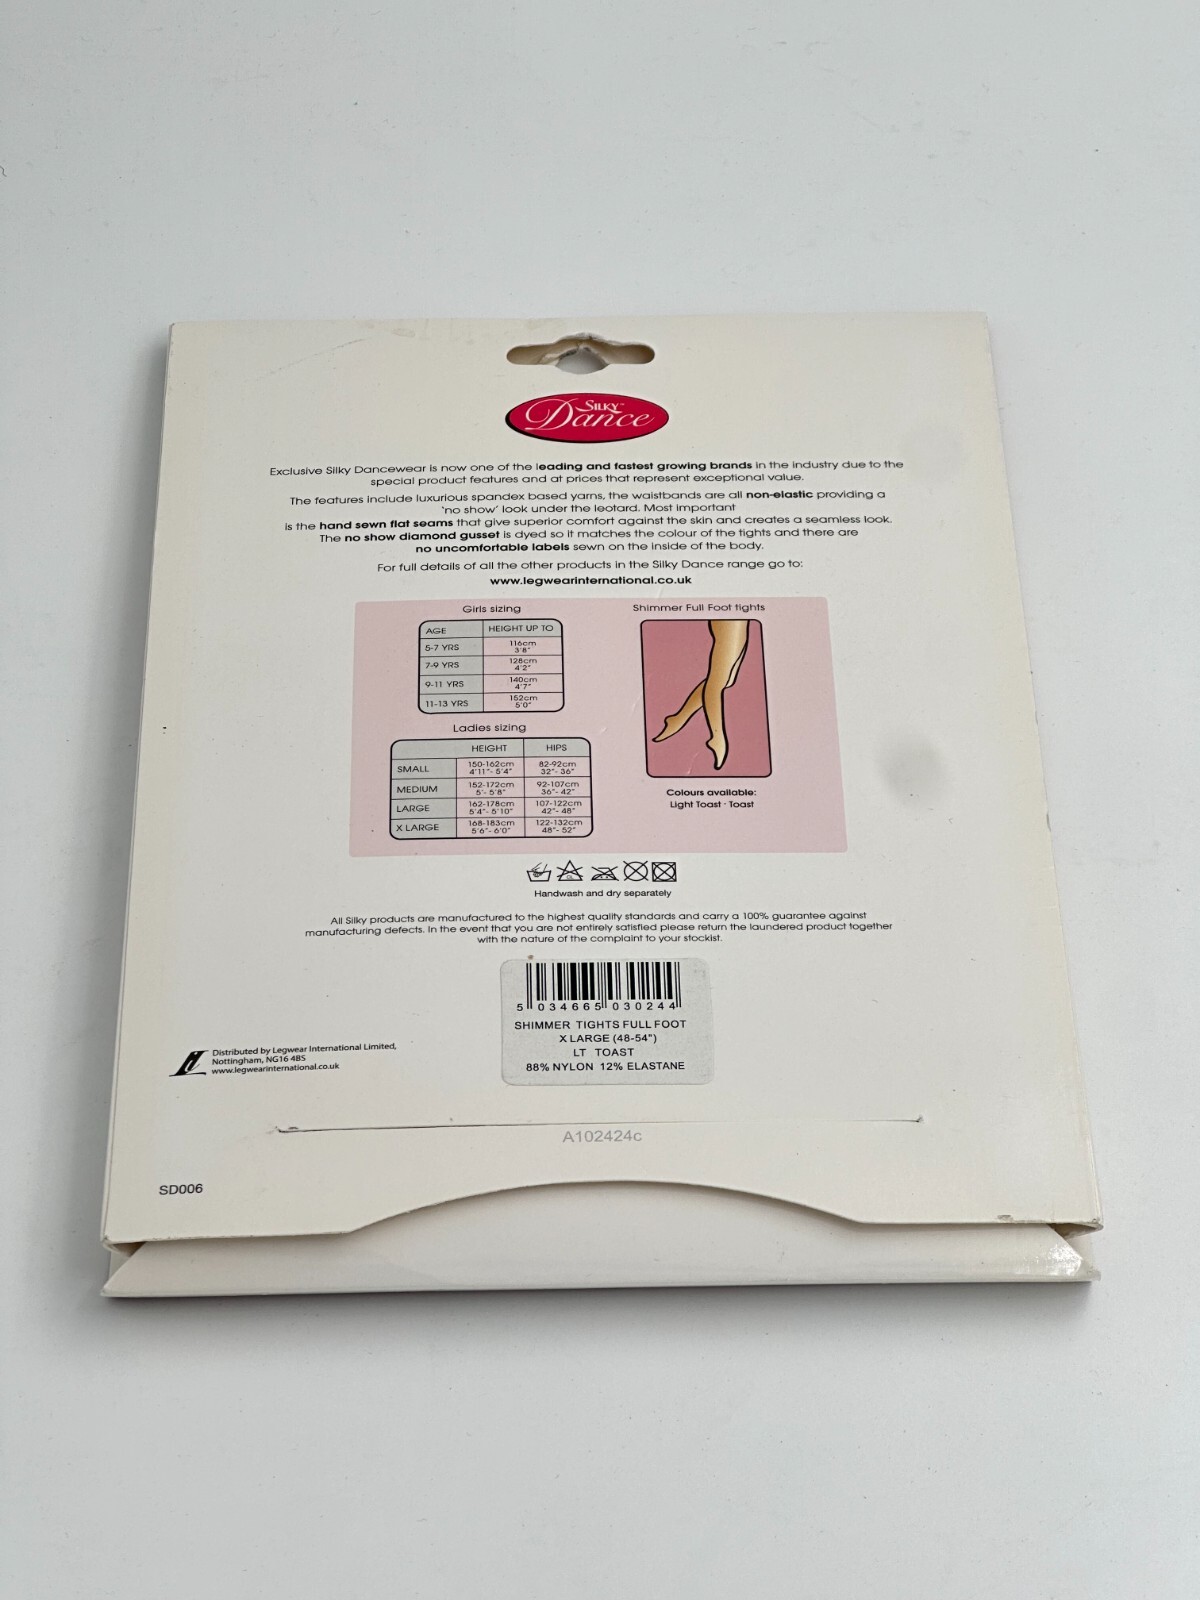 SILKY™
Dance
Exclusive Silky Dancewear is now one of the leading and fastest growing brands in the industry due to the
special product features and at prices that represent exceptional value.
The features include luxurious spandex based yarns, the waistbands are all non-elastic providing a
'no show' look under the leotard. Most important
is the hand sewn flat seams that give superior comfort against the skin and creates a seamless look.
The no show diamond gusset is dyed so it matches the colour of the tights and there are
no uncomfortable labels sewn on the inside of the body.
For full details of all the other products in the Silky Dance range go to:
www.legwearinternational.co.uk
Girls sizing
AGE HEIGHT UP TO
5-7 YRS 116cm 3'8"
7-9 YRS 128cm 4'2"
9-11 YRS 140cm 4'7"
11-13 YRS 152cm 5'0"
Ladies sizing
HEIGHT HIPS
SMALL 150-162cm 4'11"- 5'4" 82-92cm 32"- 36"
MEDIUM 152-172cm 5'- 5'8" 92-107cm 36"- 42"
LARGE 162-178cm 5'4"- 5'10" 107-122cm 42"- 48"
X LARGE 168-183cm 5'6"- 6'0" 122-132cm 48"- 52"
Shimmer Full Foot tights
Colours available:
Light Toast · Toast
Handwash and dry separately
All Silky products are manufactured to the highest quality standards and carry a 100% guarantee against
manufacturing defects. In the event that you are not entirely satisfied please return the laundered product together
with the nature of the complaint to your stockist.
5 034665 030244
SHIMMER TIGHTS FULL FOOT
X LARGE (48-54")
LT TOAST
88% NYLON 12% ELASTANE
Distributed by Legwear International Limited,
Nottingham, NG16 4BS
www.legwearinternational.co.uk
A102424c
SD006